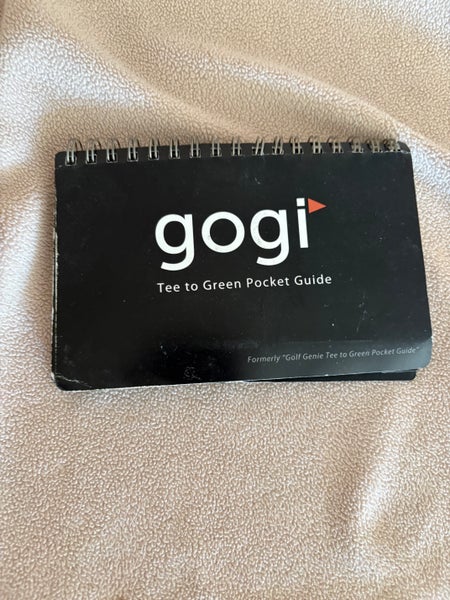 gogi
Tee to Green Pocket Guide
Formerly "Golf Genie Tee to Green Pocket Guide"